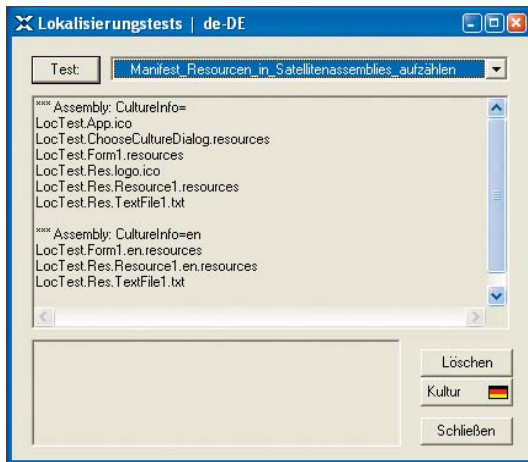 Lokalisierungstests | de-DE
Test:
Manifest_Resourcen_in_Satellitenassemblies_aufzählen
*** Assembly: CultureInfo=
LocTest.App.ico
LocTest.ChooseCultureDialog.resources
LocTest.Form1.resources
LocTest.Res.logo.ico
LocTest.Res.Resource1.resources
LocTest.Res.TextFile1.txt
*** Assembly: CultureInfo=en
LocTest.Form1.en.resources
LocTest.Res.Resource1.en.resources
LocTest.Res.TextFile1.txt
Löschen
Kultur
Schließen